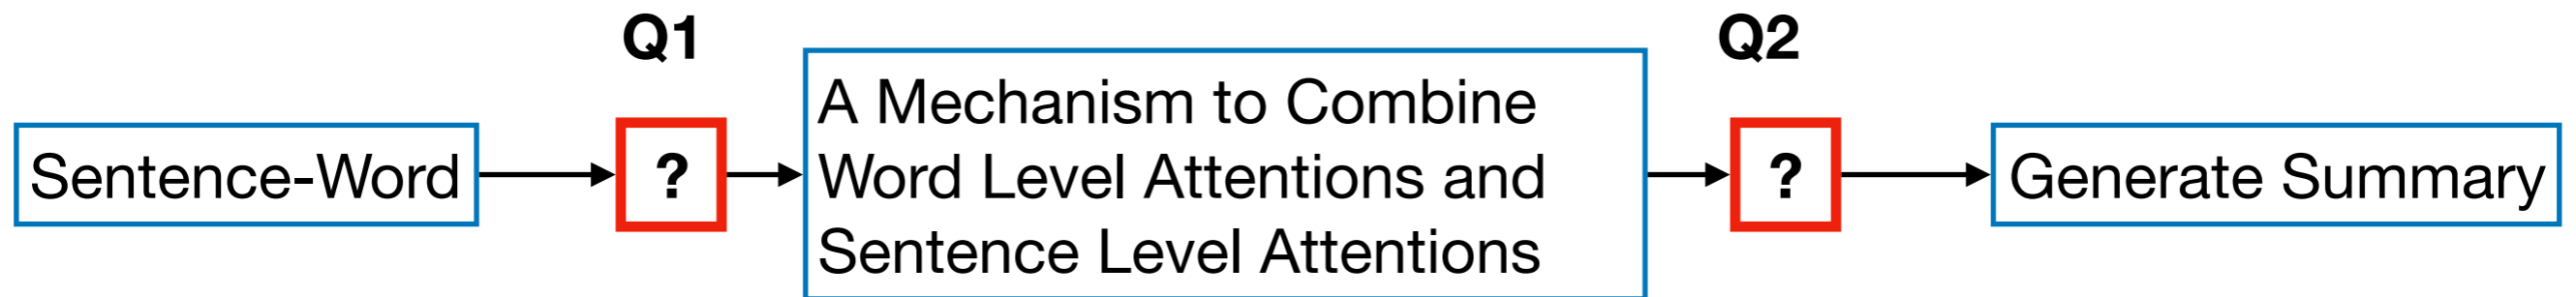 Q1
Q2
Sentence-Word
?
A Mechanism to Combine
Word Level Attentions and
Sentence Level Attentions
?
Generate Summary